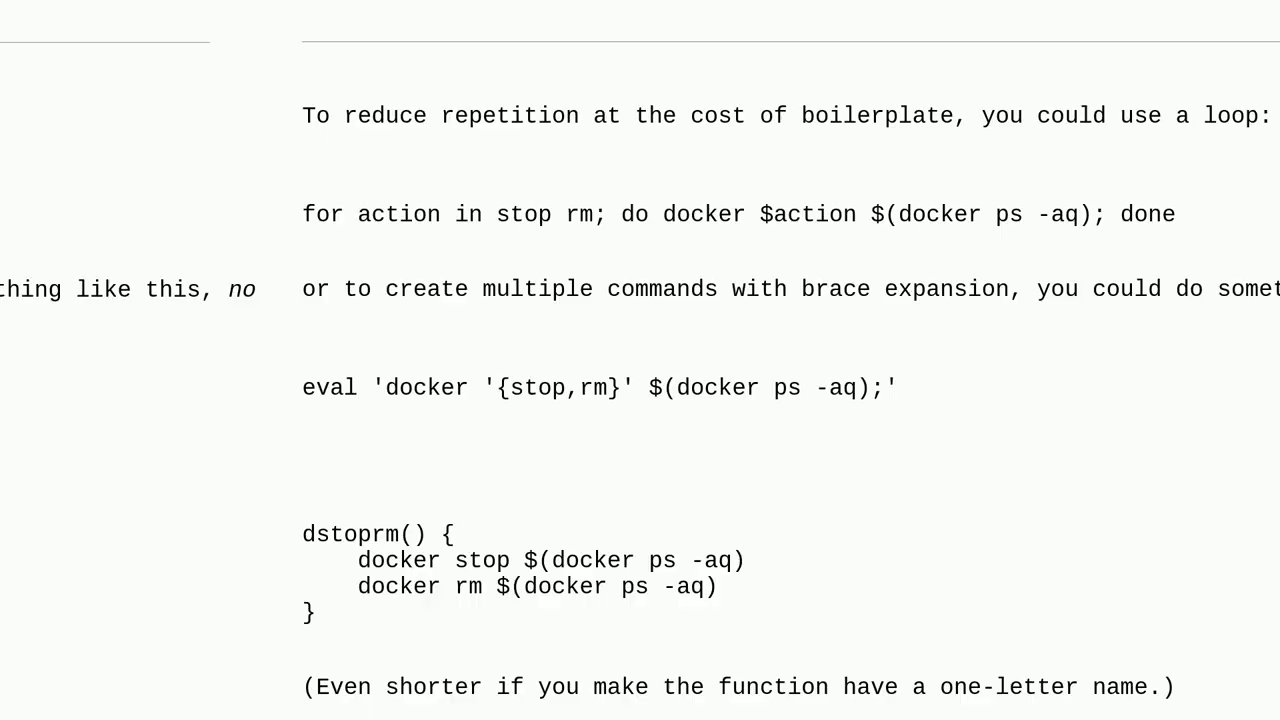 To reduce repetition at the cost of boilerplate, you could use a loop:
for action in stop rm; do docker $action $(docker ps -aq); done
thing like this, no
or to create multiple commands with brace expansion, you could do somet
eval 'docker '{stop,rm}' $(docker ps -aq);'
dstoprm() {
    docker stop $(docker ps -aq)
    docker rm $(docker ps -aq)
}
(Even shorter if you make the function have a one-letter name.)